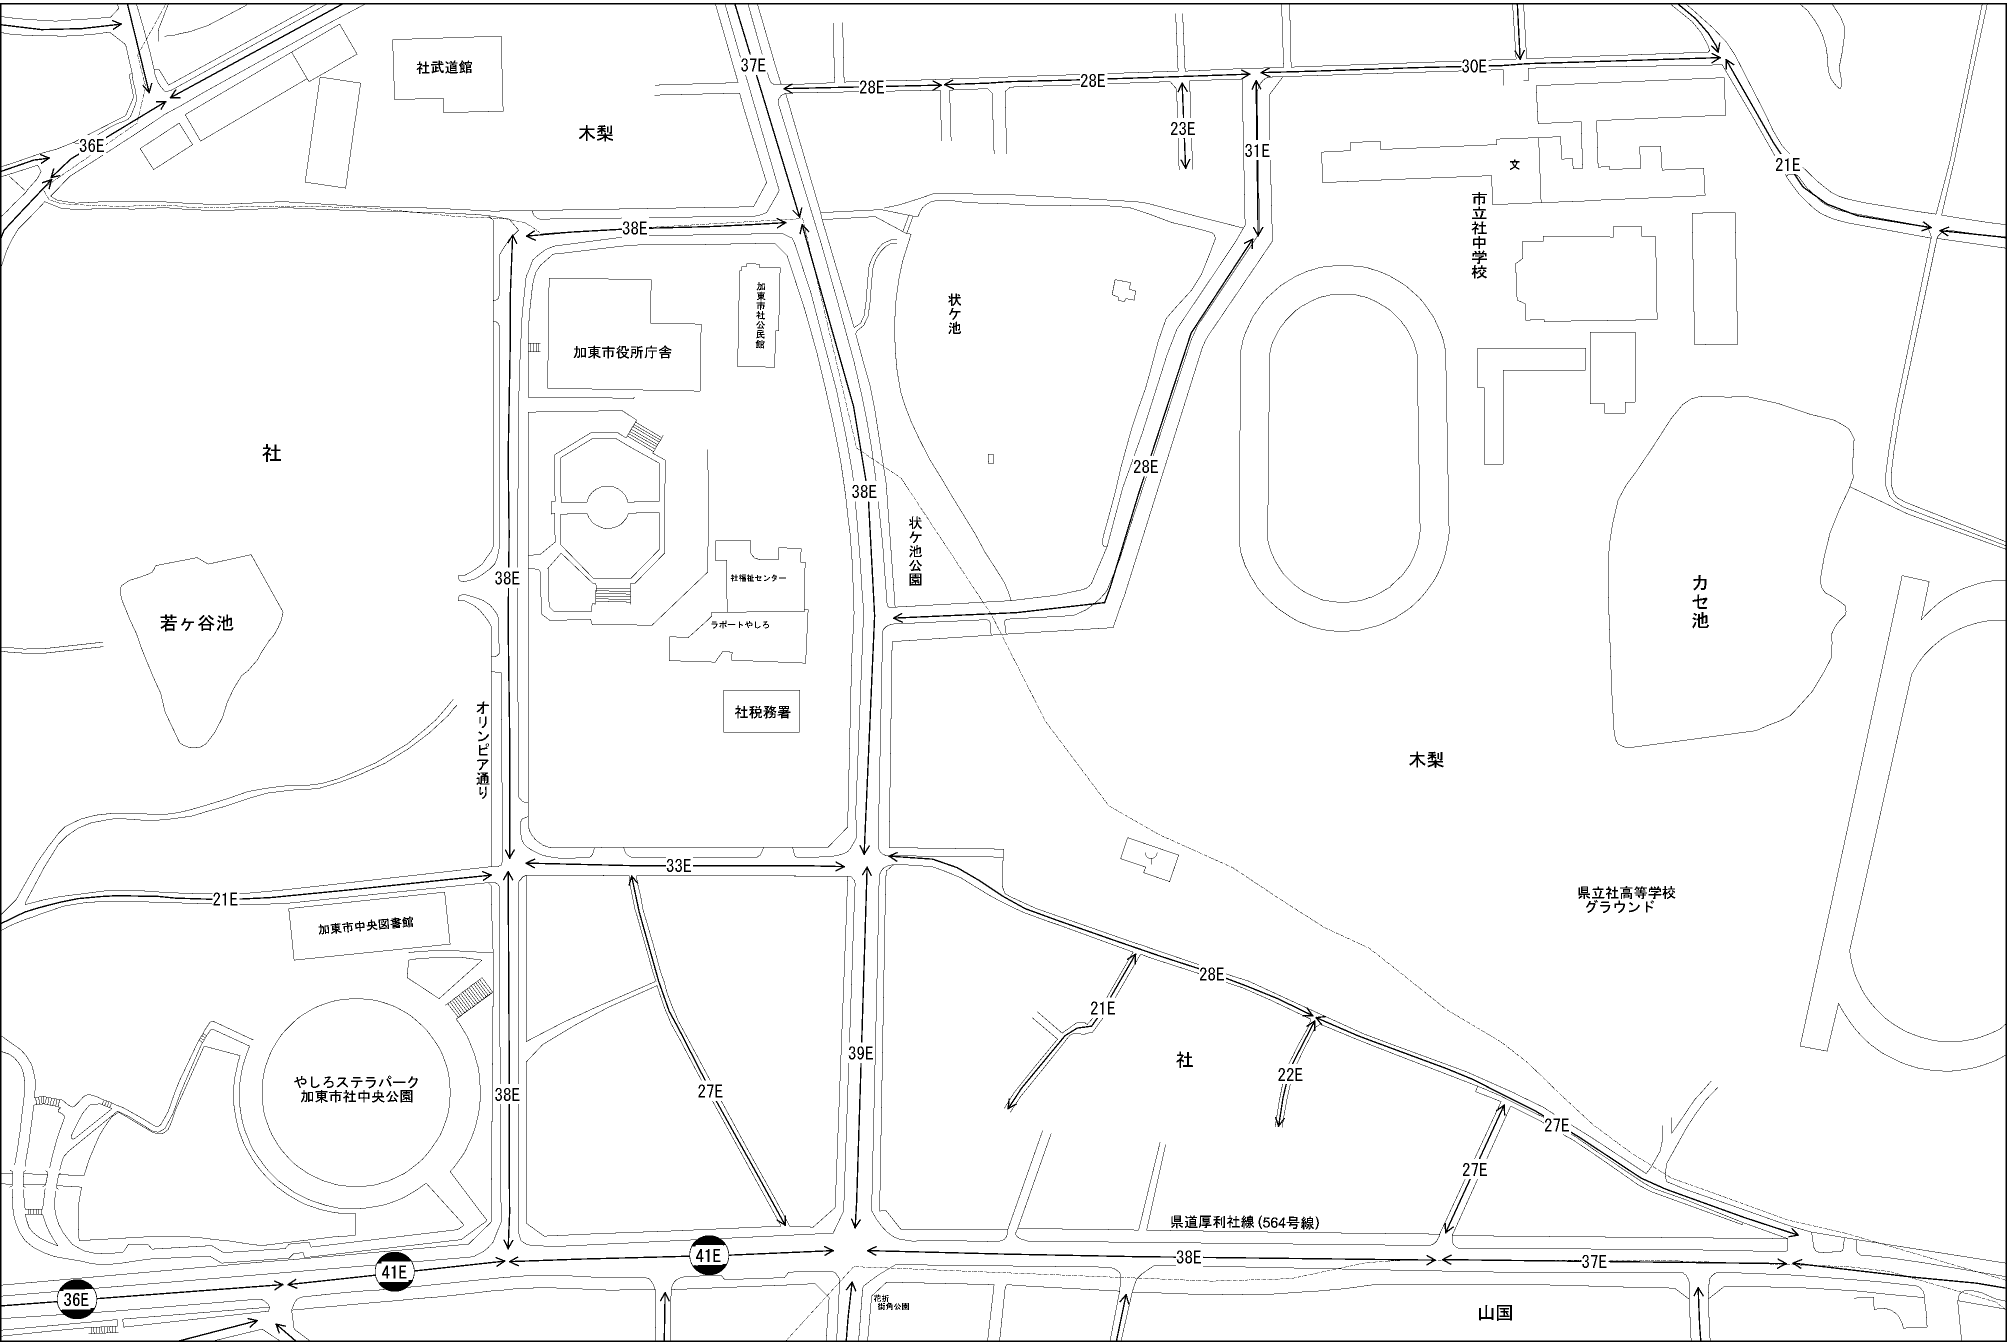 37E
社武道館
28E
28E
30E
木梨
23E
36E
31E
21E
文
市立社中学校
38E
加東市社公民館
状ケ池
加東市役所庁舎
社
28E
38E
状ケ池公園
38E
社福祉センター
若ヶ谷池
ラポートやしろ
カセ池
オリンピア通り
社税務署
木梨
33E
21E
加東市中央図書館
県立社高等学校
グラウンド
28E
21E
39E
社
22E
やしろステラパーク
加東市社中央公園
38E
27E
27E
27E
県道厚利社線(564号線)
41E
38E
37E
41E
36E
花折
街角公園
山国